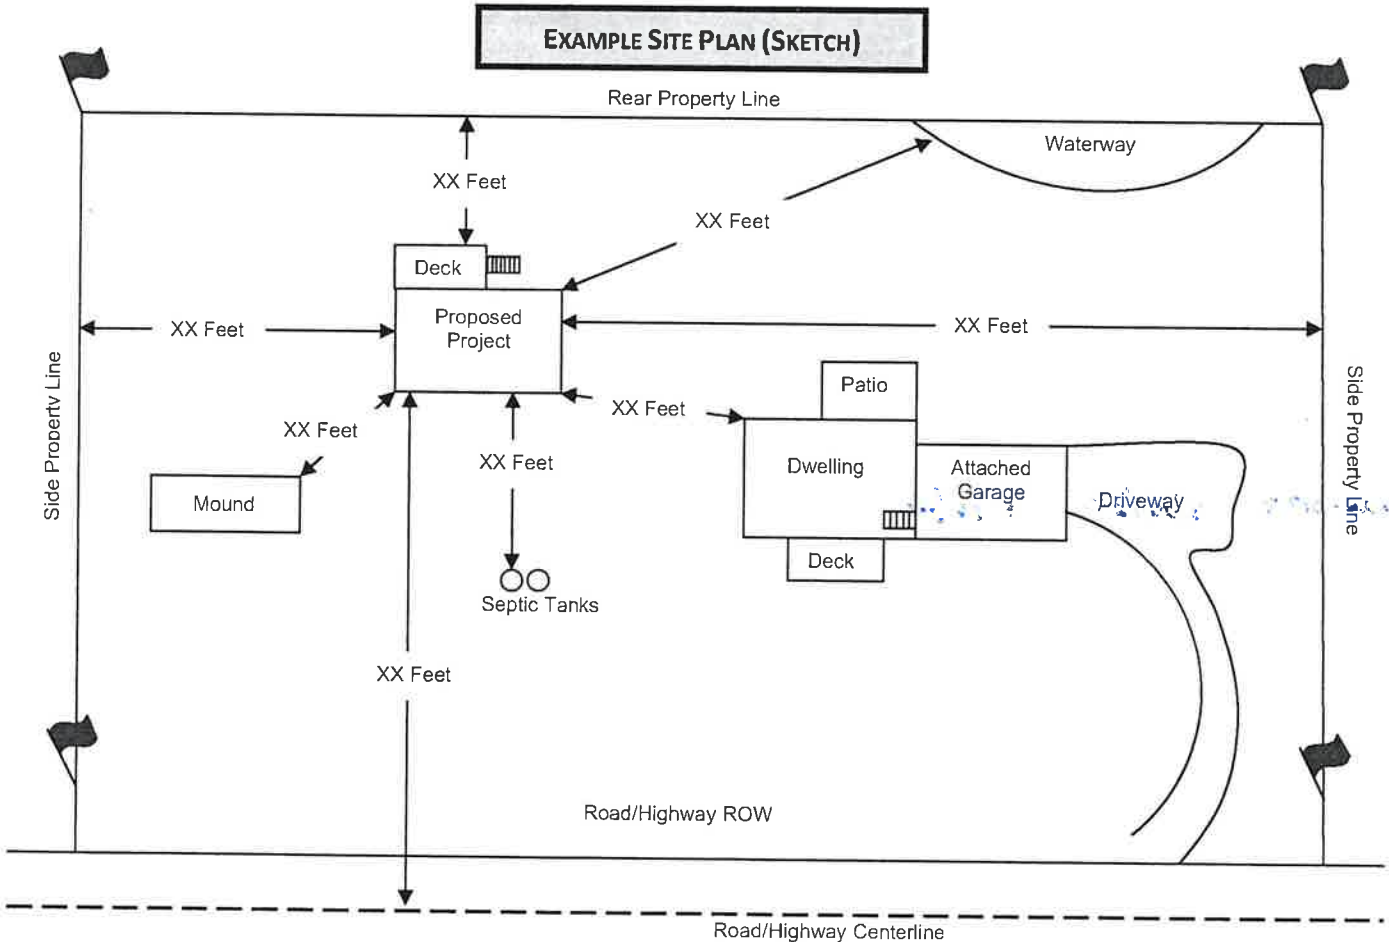 EXAMPLE SITE PLAN (SKETCH)
Rear Property Line
Waterway
XX Feet
XX Feet
Deck
Proposed
Project
XX Feet
XX Feet
Side Property Line
Side Property Line
Patio
XX Feet
XX Feet
XX Feet
Dwelling
Attached
Garage
Driveway
Mound
Deck
Septic Tanks
XX Feet
Road/Highway ROW
Road/Highway Centerline